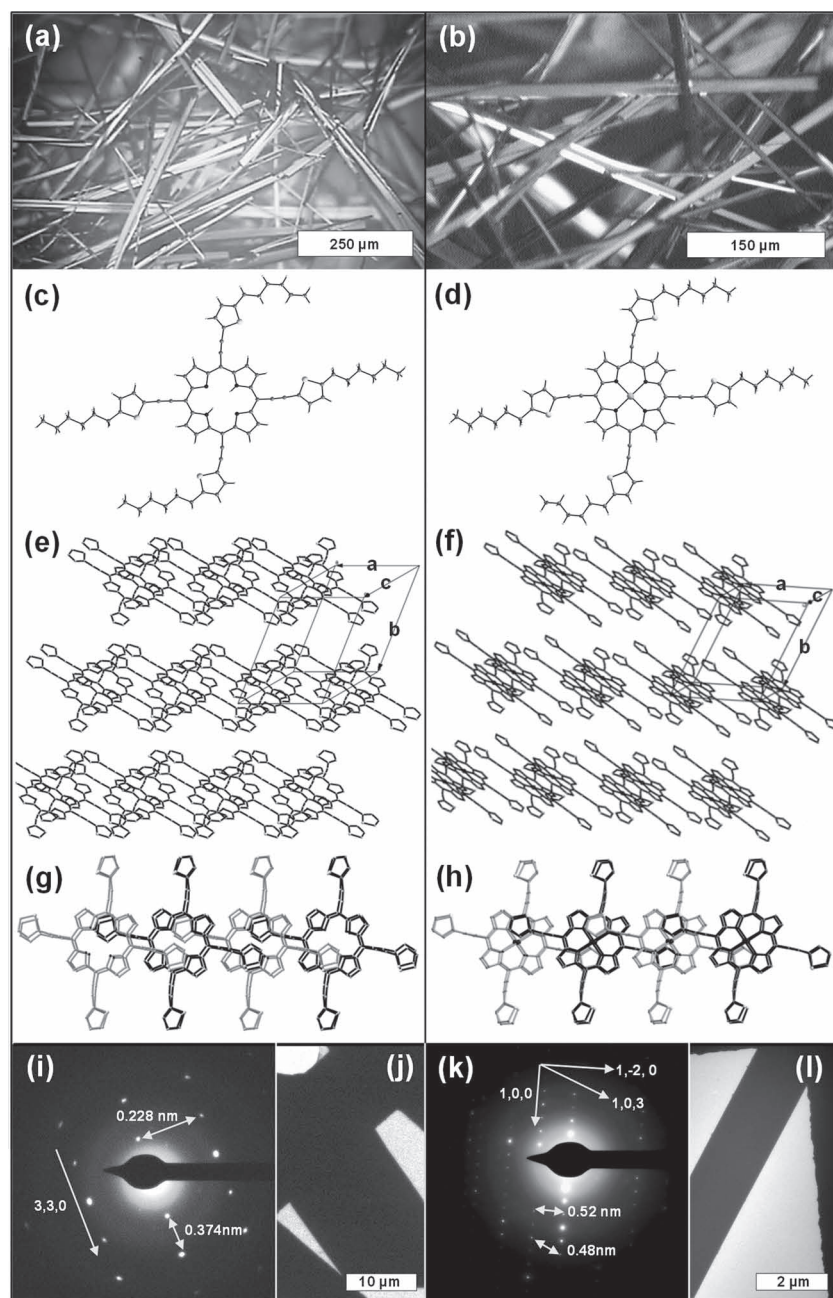 (a)
(b)
250 µm
150 µm
(c)
(d)
(e)
(f)
a
c
b
a
c
b
(g)
(h)
(i)
(j)
(k)
(l)
0.228 nm
3,3,0
0.374nm
10 µm
1,-2, 0
1,0,0
1,0,3
0.52 nm
0.48nm
2 µm